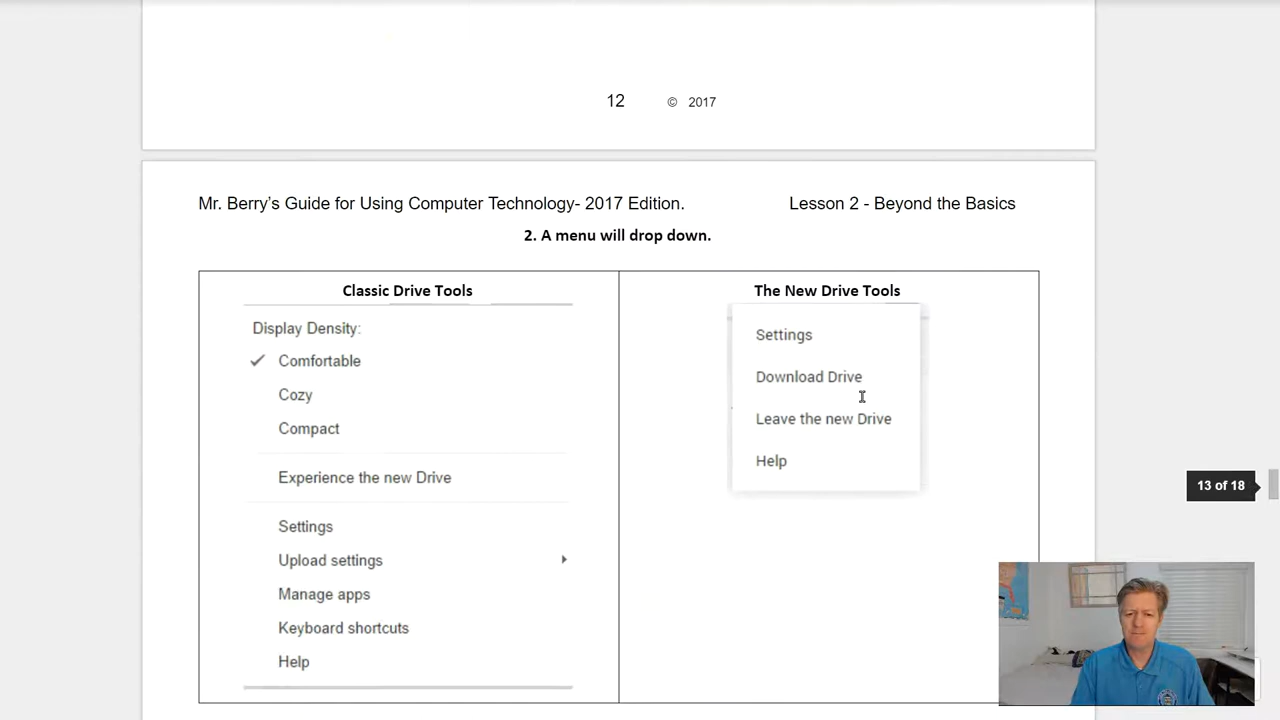 12 © 2017
Mr. Berry's Guide for Using Computer Technology- 2017 Edition. Lesson 2 - Beyond the Basics
2. A menu will drop down.
Classic Drive Tools
Display Density:
Comfortable
Cozy
Compact
Experience the new Drive
Settings
Upload settings
Manage apps
Keyboard shortcuts
Help
The New Drive Tools
Settings
Download Drive
Leave the new Drive
Help
13 of 18